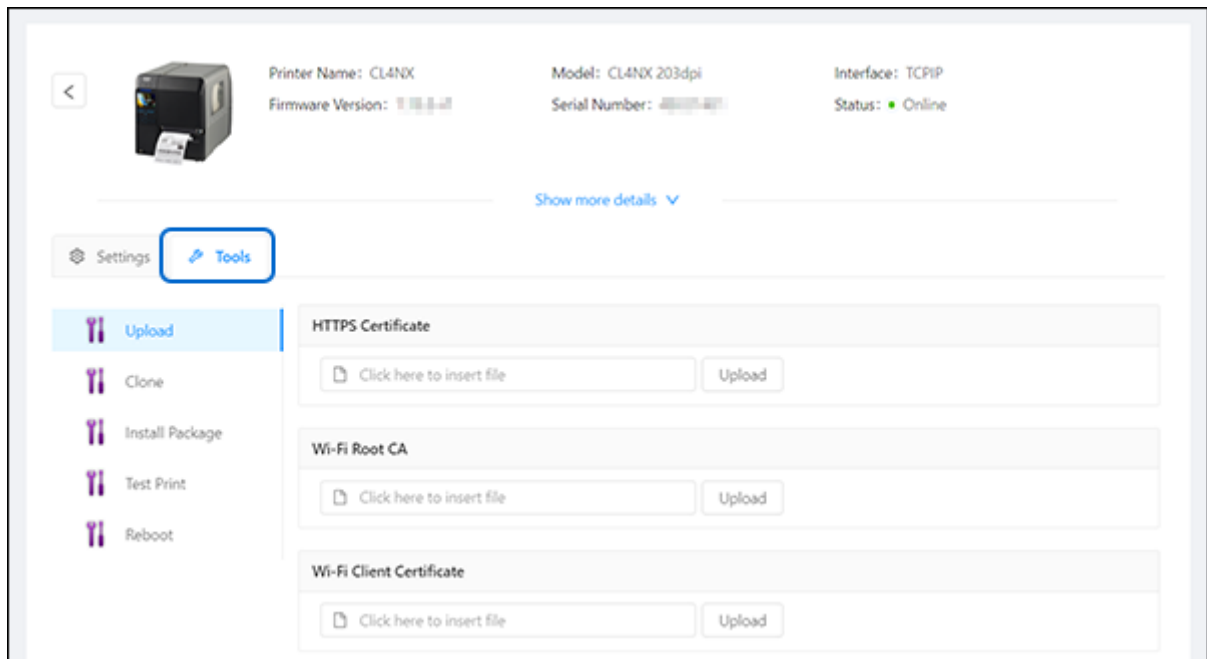 Printer Name: CL4NX Model: CL4NX 203dpi Interface: TCPIP
Firmware Version: Serial Number: Status: Online
Show more details
Settings Tools
Upload
Clone
Install Package
Test Print
Reboot
HTTPS Certificate
Click here to insert file Upload
Wi-Fi Root CA
Click here to insert file Upload
Wi-Fi Client Certificate
Click here to insert file Upload